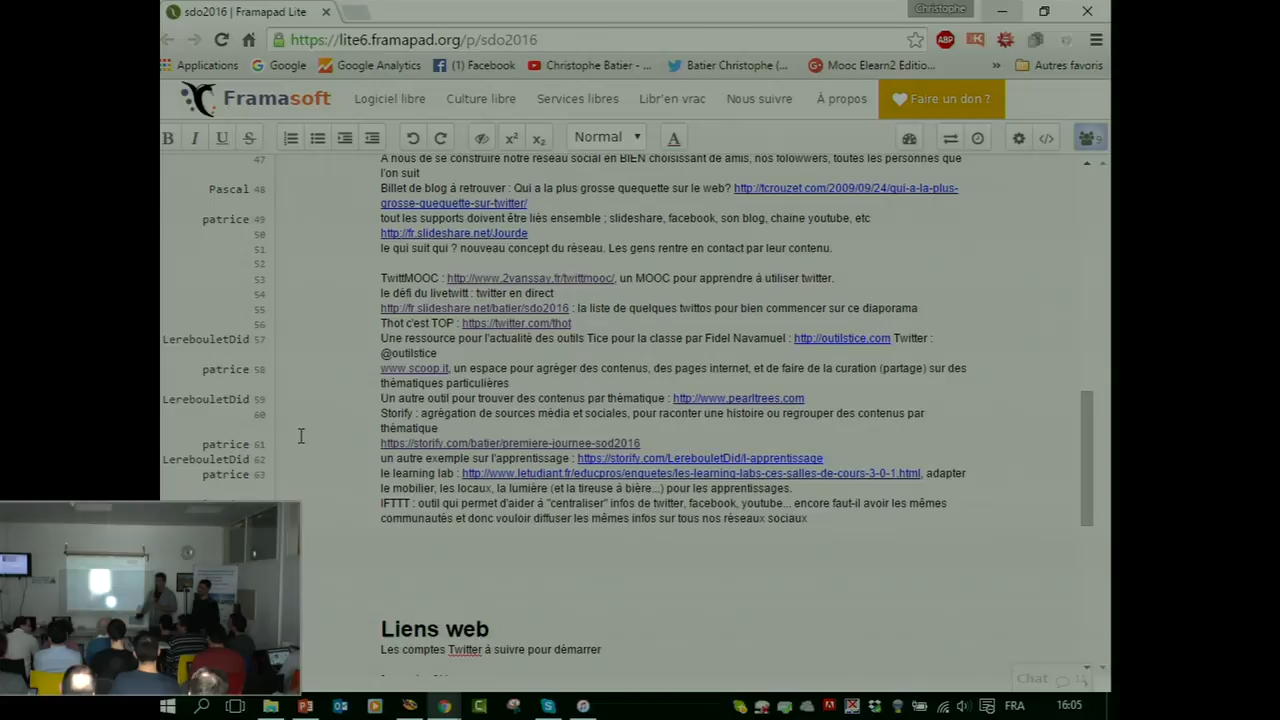 sdo2016 | Framapad Lite
Christophe
https://lite6.framapad.org/p/sdo2016
ABP
Applications Google Google Analytics (1) Facebook Christophe Batier - ... Batier Christophe (... Mooc Elearn2 Editio... » Autres favoris
Framasoft Logiciel libre Culture libre Services libres Libr'en vrac Nous suivre À propos Faire un don ?
B I U S x² x₂ Normal A 9
47 A nous de se construire notre réseau social en BIEN choisissant de amis, nos folowwers, toutes les personnes que
l'on suit
Pascal 48 Billet de blog à retrouver : Qui a la plus grosse quequette sur le web? http://tcrouzet.com/2009/09/24/qui-a-la-plus-
grosse-quequette-sur-twitter/
patrice 49 tout les supports doivent être liés ensemble ; slideshare, facebook, son blog, chaine youtube, etc
50 http://fr.slideshare.net/Jourde
51 le qui suit qui ? nouveau concept du réseau. Les gens rentre en contact par leur contenu.
52
53 TwittMOOC : http://www.2vanssay.fr/twittmooc/, un MOOC pour apprendre à utiliser twitter.
54 le défi du livetwitt : twitter en direct
55 http://fr.slideshare.net/batier/sdo2016 : la liste de quelques twittos pour bien commencer sur ce diaporama
56 Thot c'est TOP : https://twitter.com/thot
LerebouletDid 57 Une ressource pour l'actualité des outils Tice pour la classe par Fidel Navamuel : http://outilstice.com Twitter :
@outilstice
patrice 58 www.scoop.it, un espace pour agréger des contenus, des pages internet, et de faire de la curation (partage) sur des
thématiques particulières
LerebouletDid 59 Un autre outil pour trouver des contenus par thématique : http://www.pearltrees.com
60 Storify : agrégation de sources média et sociales, pour raconter une histoire ou regrouper des contenus par
thématique
patrice 61 https://storify.com/batier/premiere-journee-sod2016
LerebouletDid 62 un autre exemple sur l'apprentissage : https://storify.com/LerebouletDid/l-apprentissage
patrice 63 le learning lab : http://www.letudiant.fr/educpros/enquetes/les-learning-labs-ces-salles-de-cours-3-0-1.html, adapter
le mobilier, les locaux, la lumière (et la tireuse à bière...) pour les apprentissages.
IFTTT : outil qui permet d'aider à "centraliser" infos de twitter, facebook, youtube... encore faut-il avoir les mêmes
communautés et donc vouloir diffuser les mêmes infos sur tous nos réseaux sociaux
Liens web
Les comptes Twitter à suivre pour démarrer
Chat
FRA 16:05